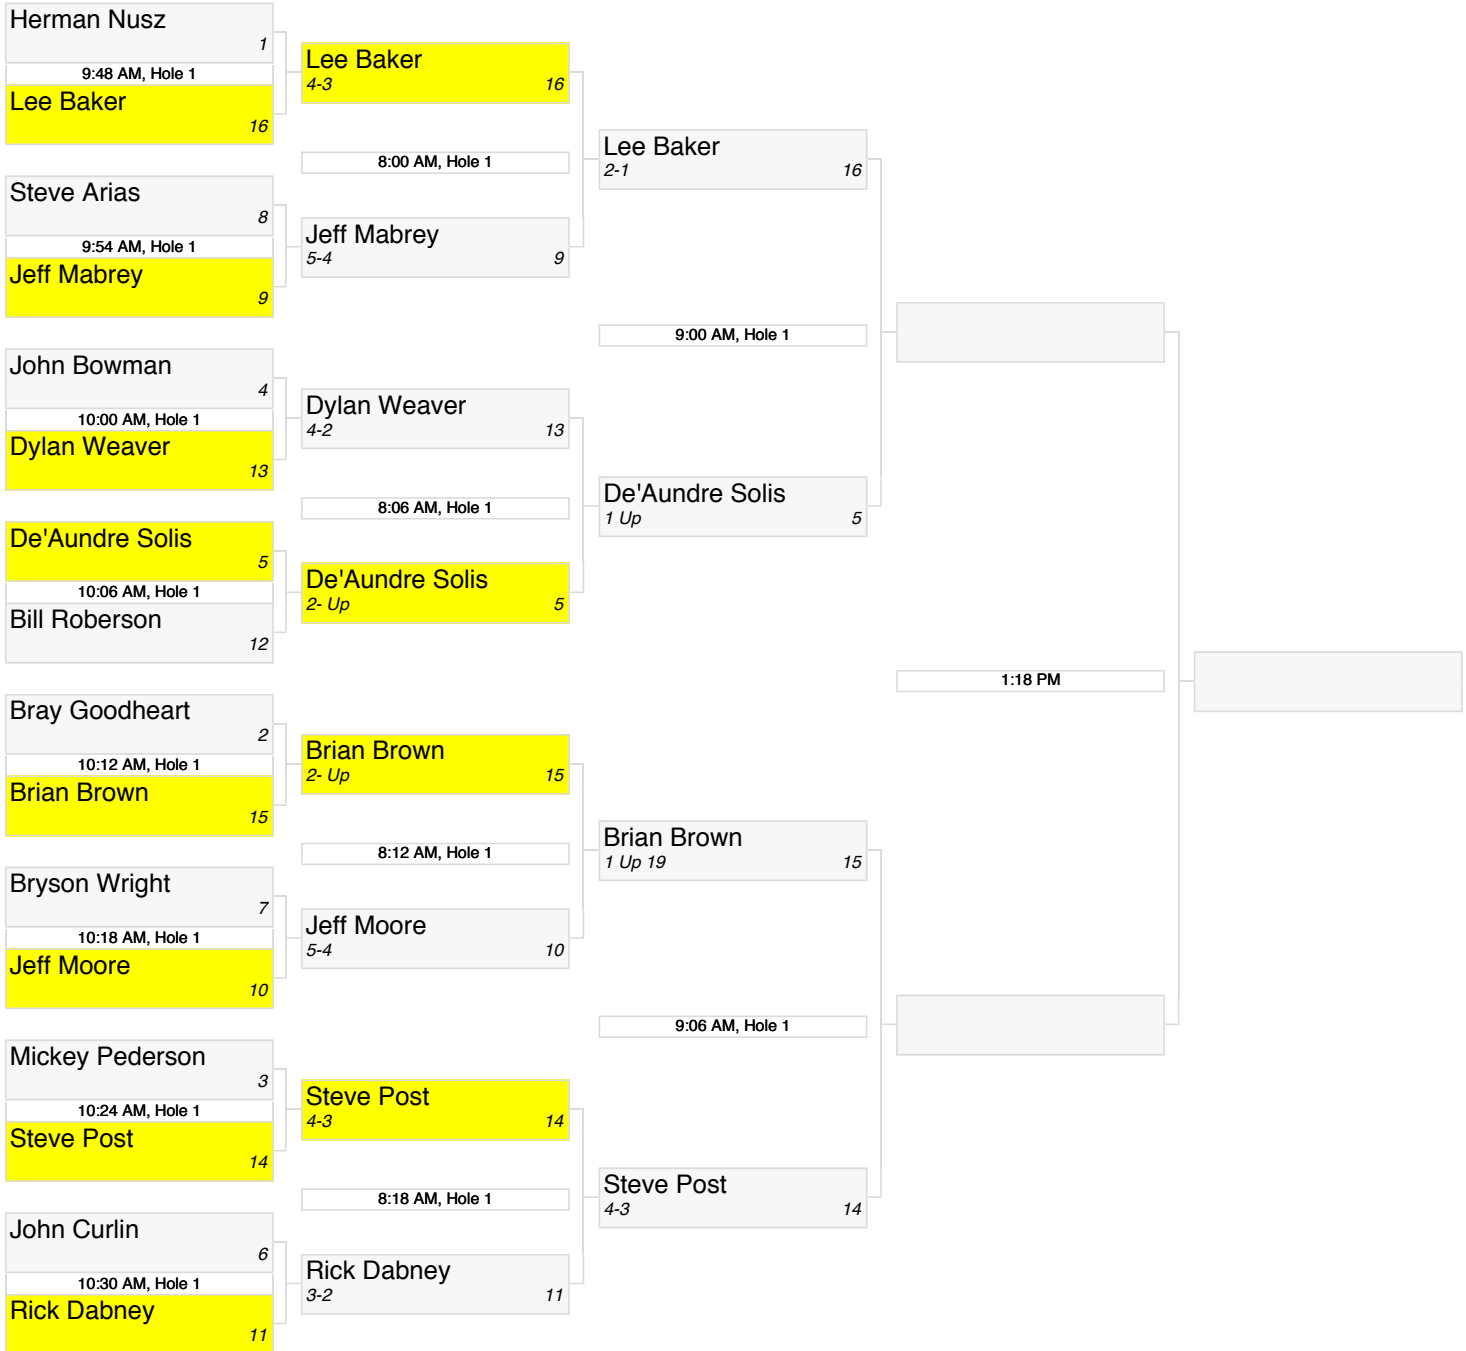 Herman Nusz
1
9:48 AM, Hole 1
Lee Baker
16
Steve Arias
8
9:54 AM, Hole 1
Jeff Mabrey
9
John Bowman
4
10:00 AM, Hole 1
Dylan Weaver
13
De'Aundre Solis
5
10:06 AM, Hole 1
Bill Roberson
12
Bray Goodheart
2
10:12 AM, Hole 1
Brian Brown
15
Bryson Wright
7
10:18 AM, Hole 1
Jeff Moore
10
Mickey Pederson
3
10:24 AM, Hole 1
Steve Post
14
John Curlin
6
10:30 AM, Hole 1
Rick Dabney
11
Lee Baker
4-3 16
8:00 AM, Hole 1
Jeff Mabrey
5-4 9
Dylan Weaver
4-2 13
8:06 AM, Hole 1
De'Aundre Solis
2- Up 5
Brian Brown
2- Up 15
8:12 AM, Hole 1
Jeff Moore
5-4 10
Steve Post
4-3 14
8:18 AM, Hole 1
Rick Dabney
3-2 11
Lee Baker
2-1 16
9:00 AM, Hole 1
De'Aundre Solis
1 Up 5
Brian Brown
1 Up 19 15
9:06 AM, Hole 1
Steve Post
4-3 14
1:18 PM